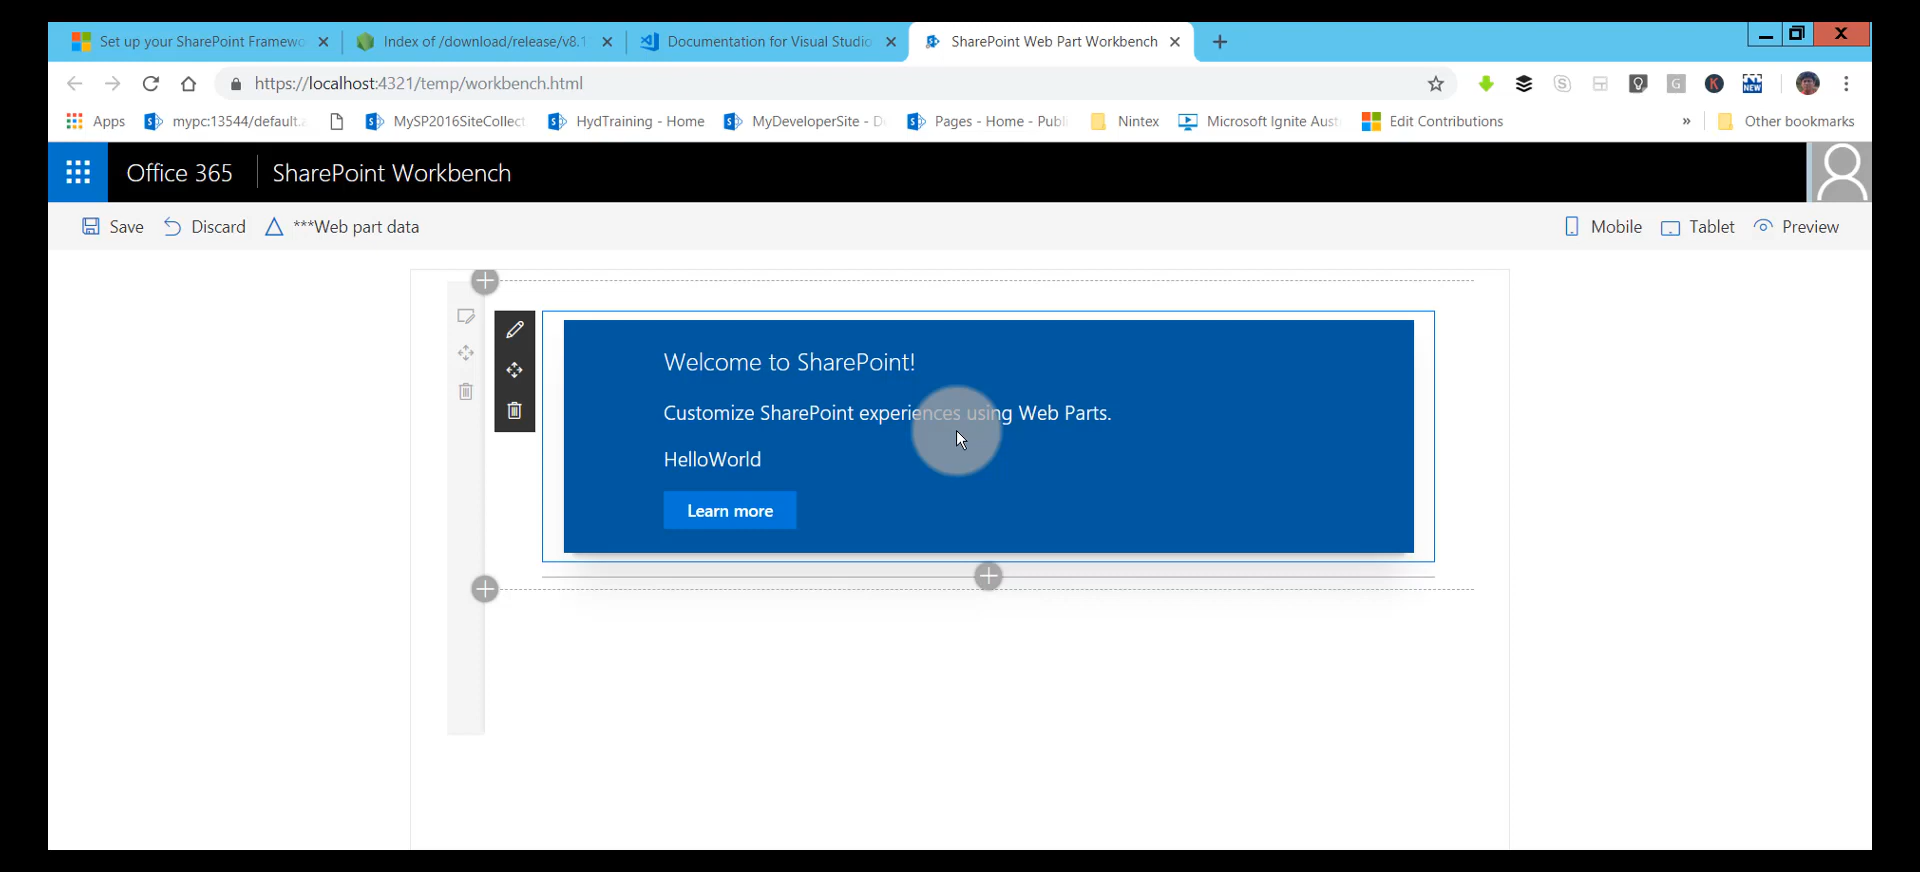 Set up your SharePoint Framewo
Index of /download/release/v8.1
Documentation for Visual Studio
SharePoint Web Part Workbench
https://localhost:4321/temp/workbench.html
G
K
NEW
Apps
mypc:13544/default.a
MySP2016SiteCollect
HydTraining - Home
MyDeveloperSite - D
Pages - Home - Publ
Nintex
Microsoft Ignite Aust
Edit Contributions
»
Other bookmarks
Office 365
SharePoint Workbench
Save
Discard
***Web part data
Mobile
Tablet
Preview
Welcome to SharePoint!
Customize SharePoint experiences using Web Parts.
HelloWorld
Learn more